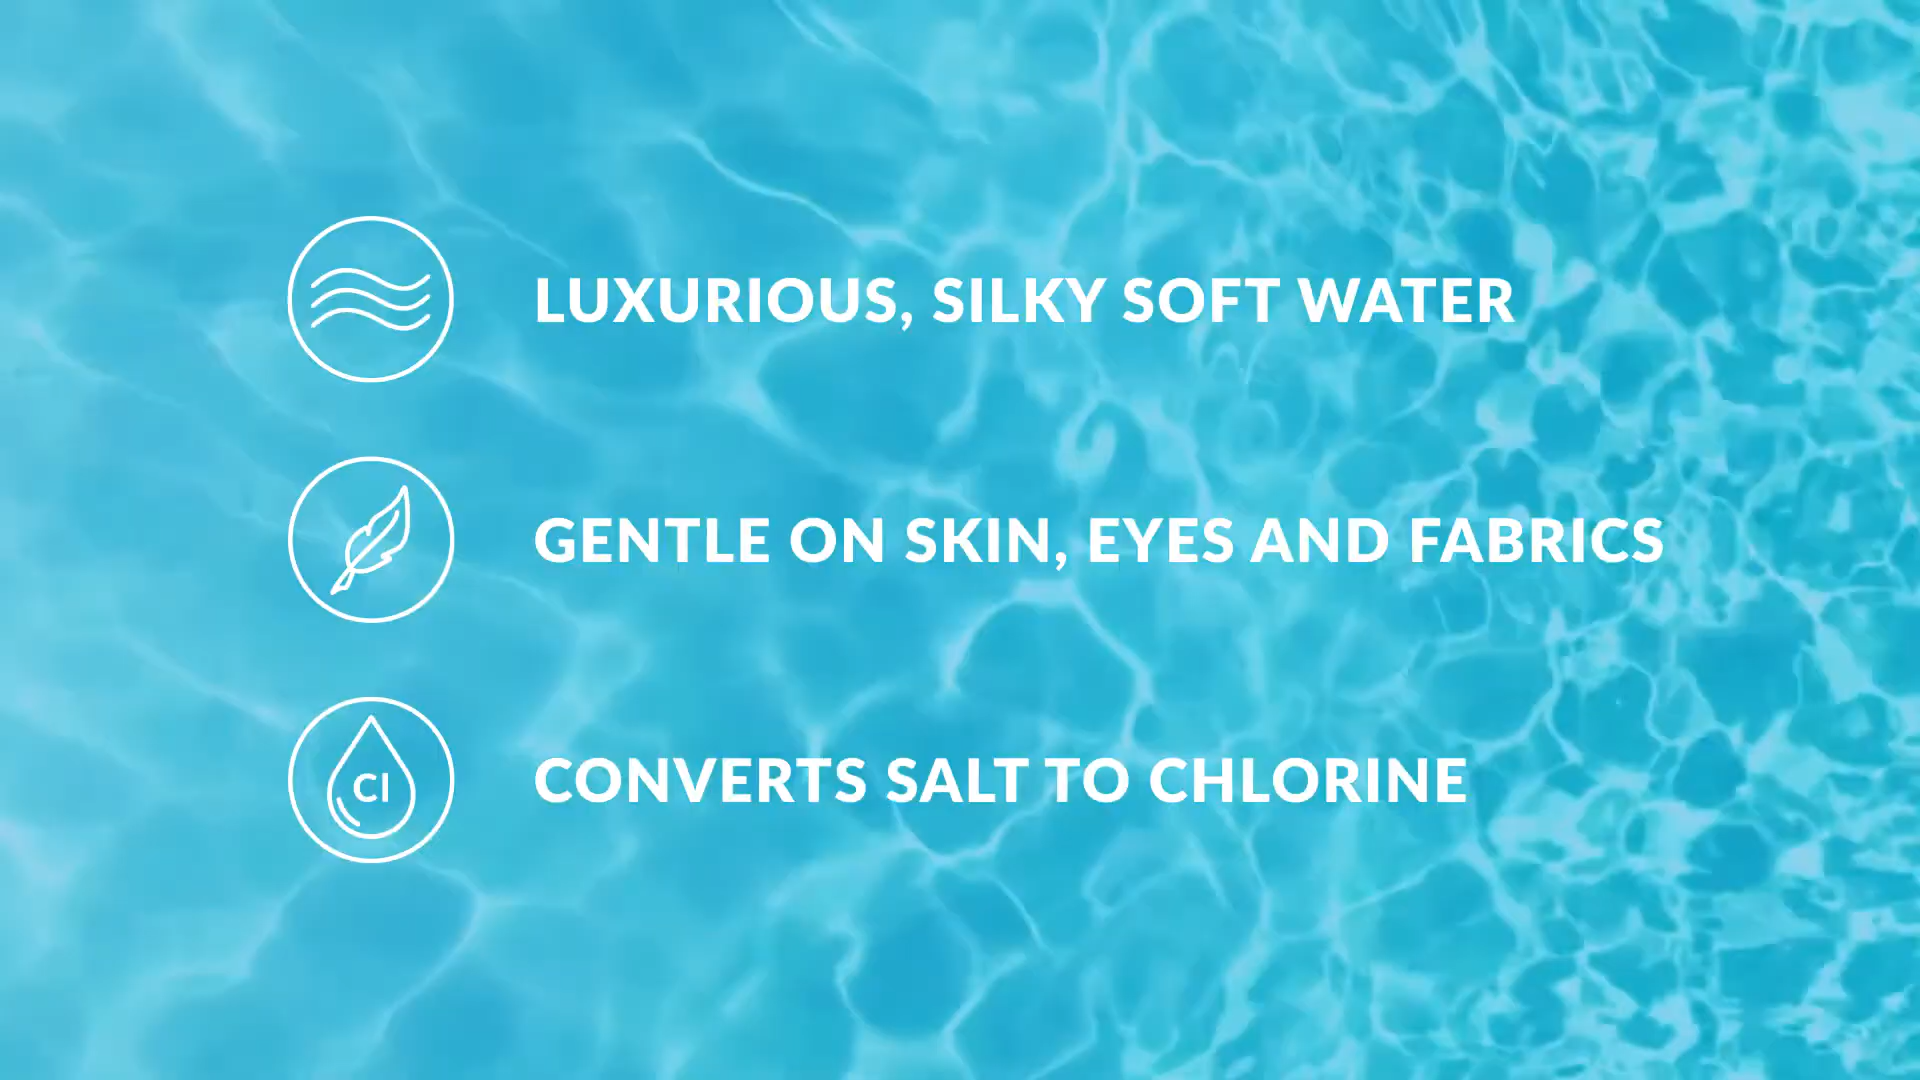 LUXURIOUS, SILKY SOFT WATER
GENTLE ON SKIN, EYES AND FABRICS
Cl
CONVERTS SALT TO CHLORINE